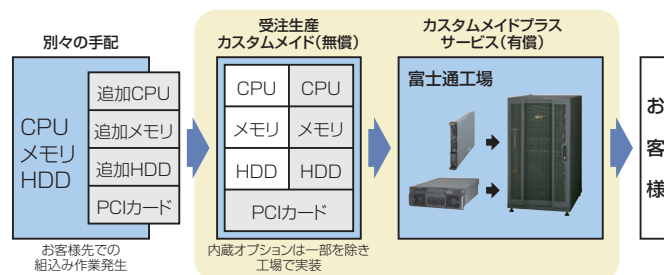 別々の手配
CPU
メモリ
HDD
追加CPU
追加メモリ
追加HDD
PCIカード
お客様先での
組込み作業発生
受注生産
カスタムメイド(無償)
CPU CPU
メモリ メモリ
HDD HDD
PCIカード
内蔵オプションは一部を除き
工場で実装
カスタムメイドプラス
サービス(有償)
富士通工場
お
客
様